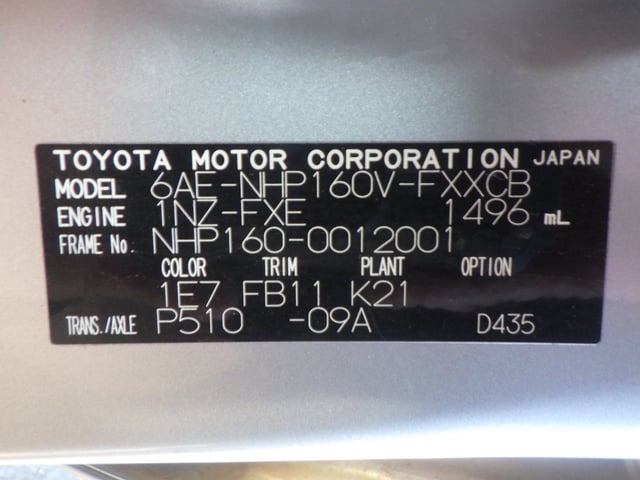 TOYOTA MOTOR CORPORATION JAPAN
MODEL 6AE-NHP160V-FXXCB
ENGINE 1NZ-FXE 1496 mL
FRAME No. NHP160-0012001
COLOR TRIM PLANT OPTION
1E7 FB11 K21
TRANS./AXLE P510 -09A D435